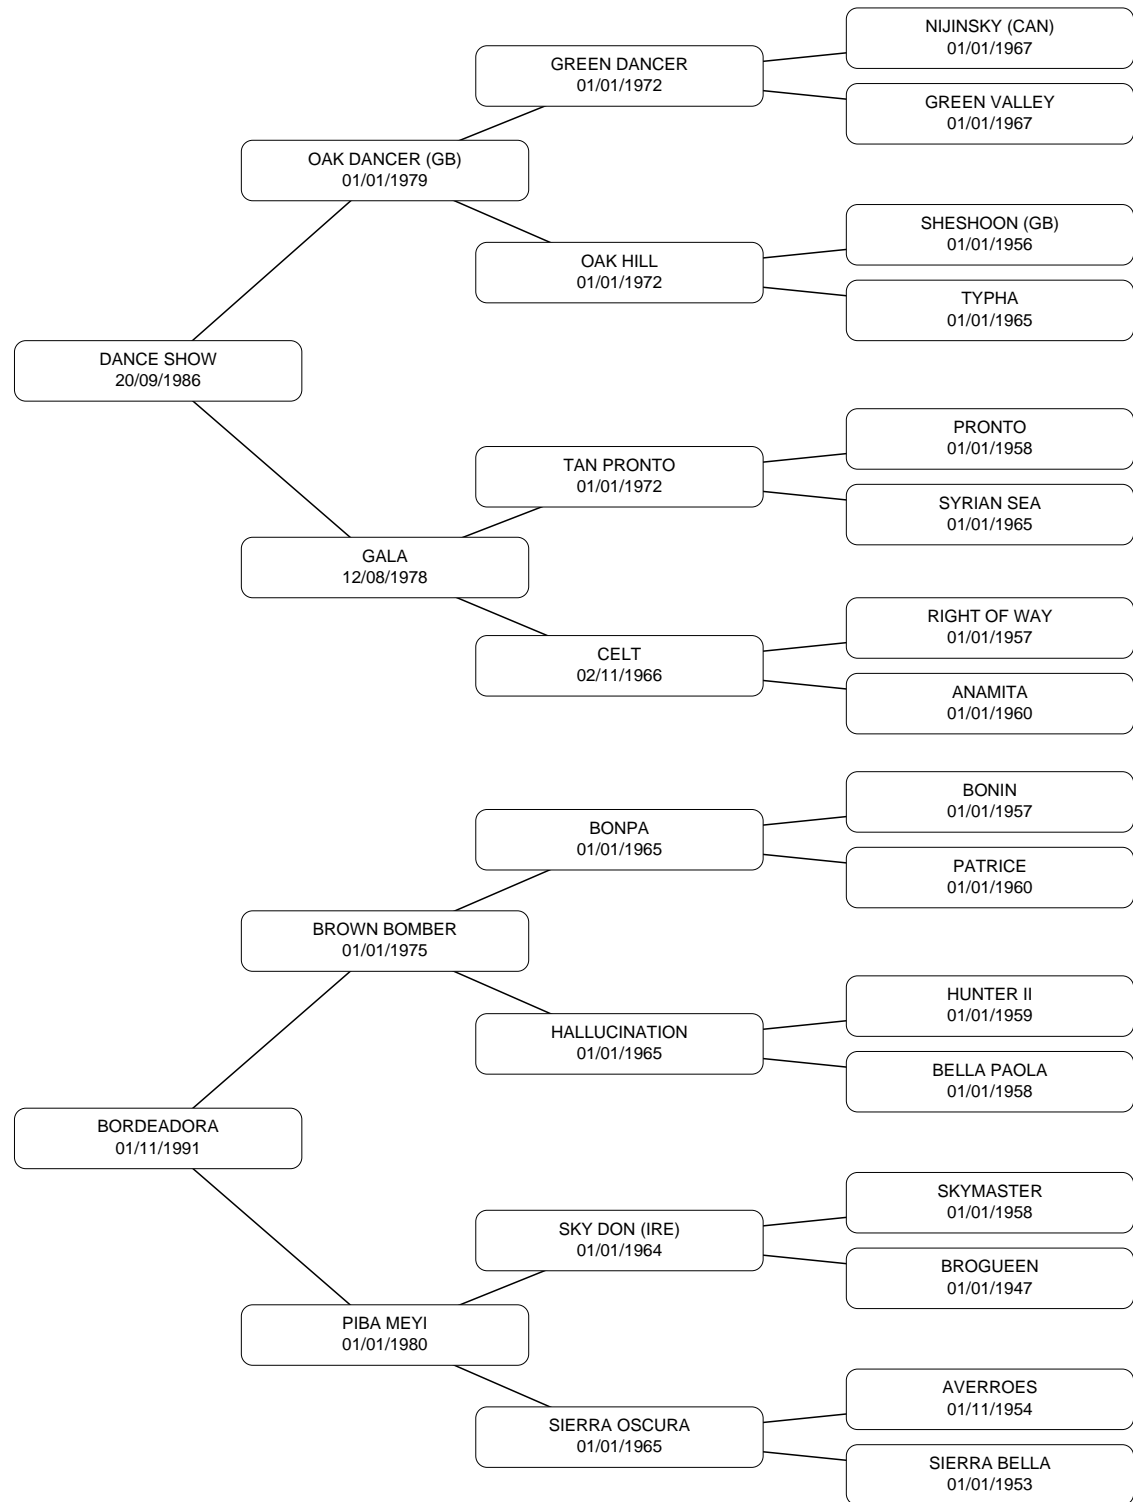 NIJINSKY (CAN)
01/01/1967
GREEN DANCER
01/01/1972
GREEN VALLEY
01/01/1967
OAK DANCER (GB)
01/01/1979
SHESHOON (GB)
01/01/1956
OAK HILL
01/01/1972
TYPHA
01/01/1965
DANCE SHOW
20/09/1986
PRONTO
01/01/1958
TAN PRONTO
01/01/1972
SYRIAN SEA
01/01/1965
GALA
12/08/1978
RIGHT OF WAY
01/01/1957
CELT
02/11/1966
ANAMITA
01/01/1960
BONIN
01/01/1957
BONPA
01/01/1965
PATRICE
01/01/1960
BROWN BOMBER
01/01/1975
HUNTER II
01/01/1959
HALLUCINATION
01/01/1965
BELLA PAOLA
01/01/1958
BORDEADORA
01/11/1991
SKYMASTER
01/01/1958
SKY DON (IRE)
01/01/1964
BROGUEEN
01/01/1947
PIBA MEYI
01/01/1980
AVERROES
01/11/1954
SIERRA OSCURA
01/01/1965
SIERRA BELLA
01/01/1953